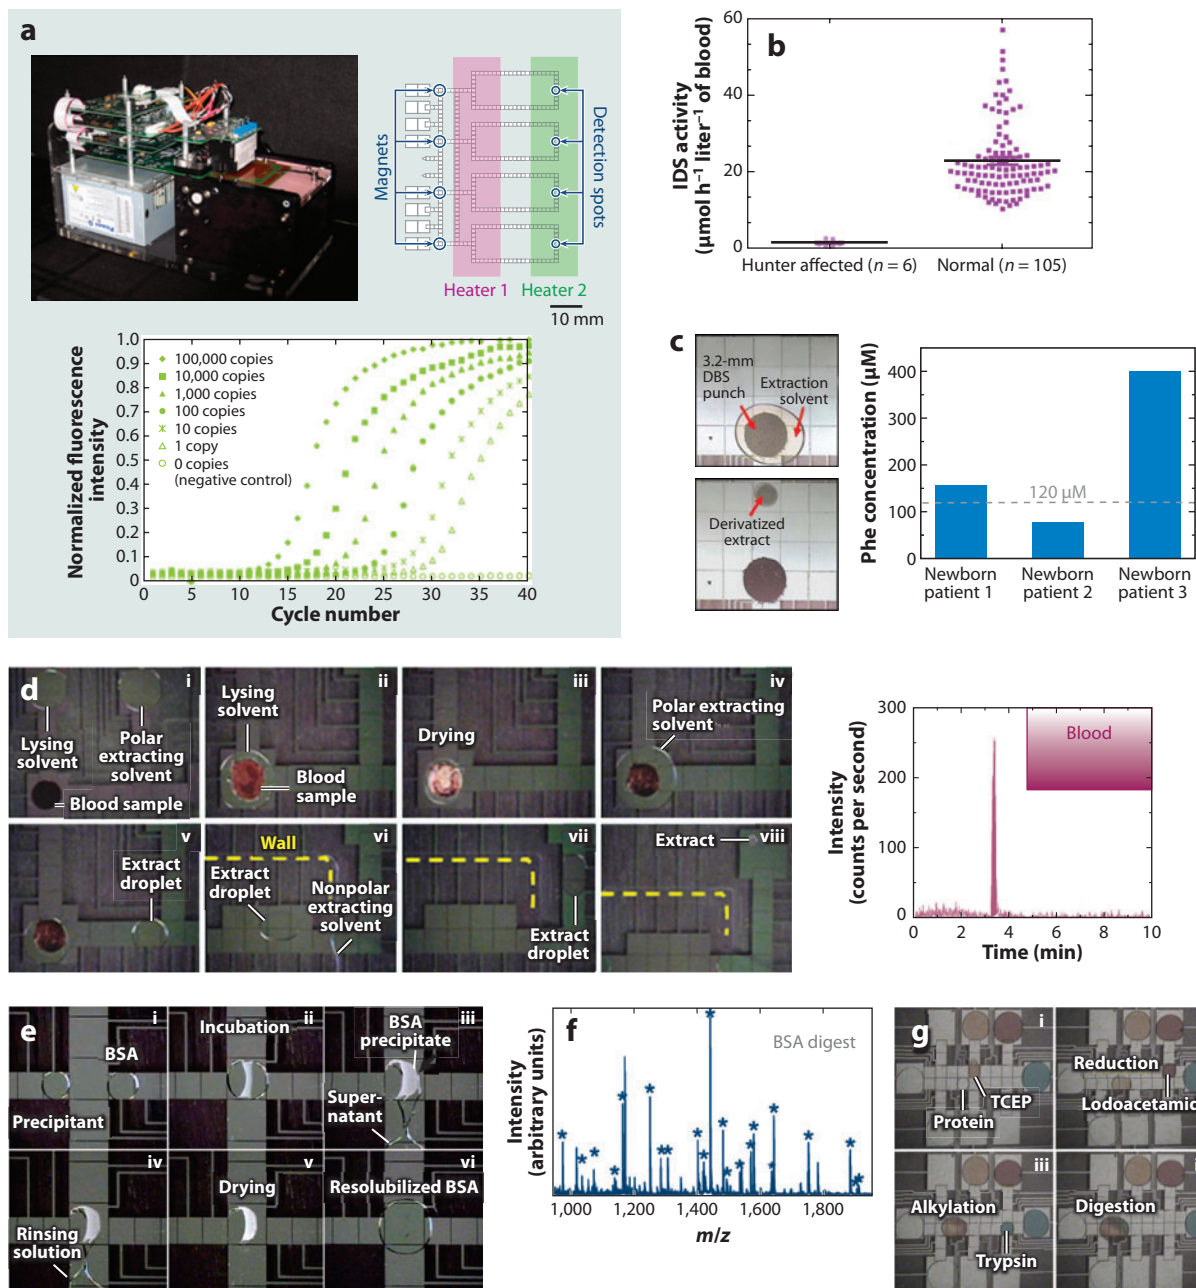 a
Magnets
Detection spots
Heater 1
Heater 2
10 mm
Normalized fluorescence
intensity
1.0
0.9
0.8
0.7
0.6
0.5
0.4
0.3
0.2
0.1
0
100,000 copies
10,000 copies
1,000 copies
100 copies
10 copies
1 copy
0 copies
(negative control)
0
5
10
15
20
25
30
35
40
Cycle number
b
IDS activity
(µmol h⁻¹ liter⁻¹ of blood)
60
40
20
0
Hunter affected (n = 6)
Normal (n = 105)
c
3.2-mm
DBS
punch
Extraction
solvent
Derivatized
extract
Phe concentration (µM)
400
300
200
100
0
120 µM
Newborn
patient 1
Newborn
patient 2
Newborn
patient 3
d
i
Lysing
solvent
Polar
extracting
solvent
Blood sample
ii
Lysing
solvent
Blood
sample
iii
Drying
iv
Polar extracting
solvent
v
Extract
droplet
vi
Wall
Extract
droplet
Nonpolar
extracting
solvent
vii
Extract
droplet
viii
Extract
Intensity
(counts per second)
300
200
100
0
Blood
0
2
4
6
8
10
Time (min)
e
i
BSA
Precipitant
ii
Incubation
iii
BSA
precipitate
Super-
natant
iv
Rinsing
solution
v
Drying
vi
Resolubilized BSA
f
BSA digest
Intensity
(arbitrary units)
1,000
1,200
1,400
1,600
1,800
m/z
g
i
TCEP
Protein
Reduction
Lodoacetamic
iii
Alkylation
Trypsin
Digestion